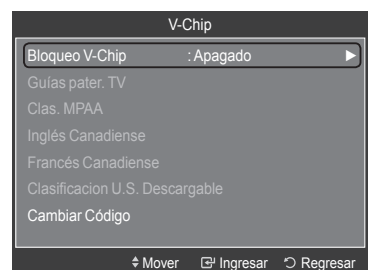 V-Chip
Bloqueo V-Chip : Apagado ►
Guías pater. TV
Clas. MPAA
Inglés Canadiense
Francés Canadiense
Clasificacion U.S. Descargable
Cambiar Código
Mover Ingresar Regresar